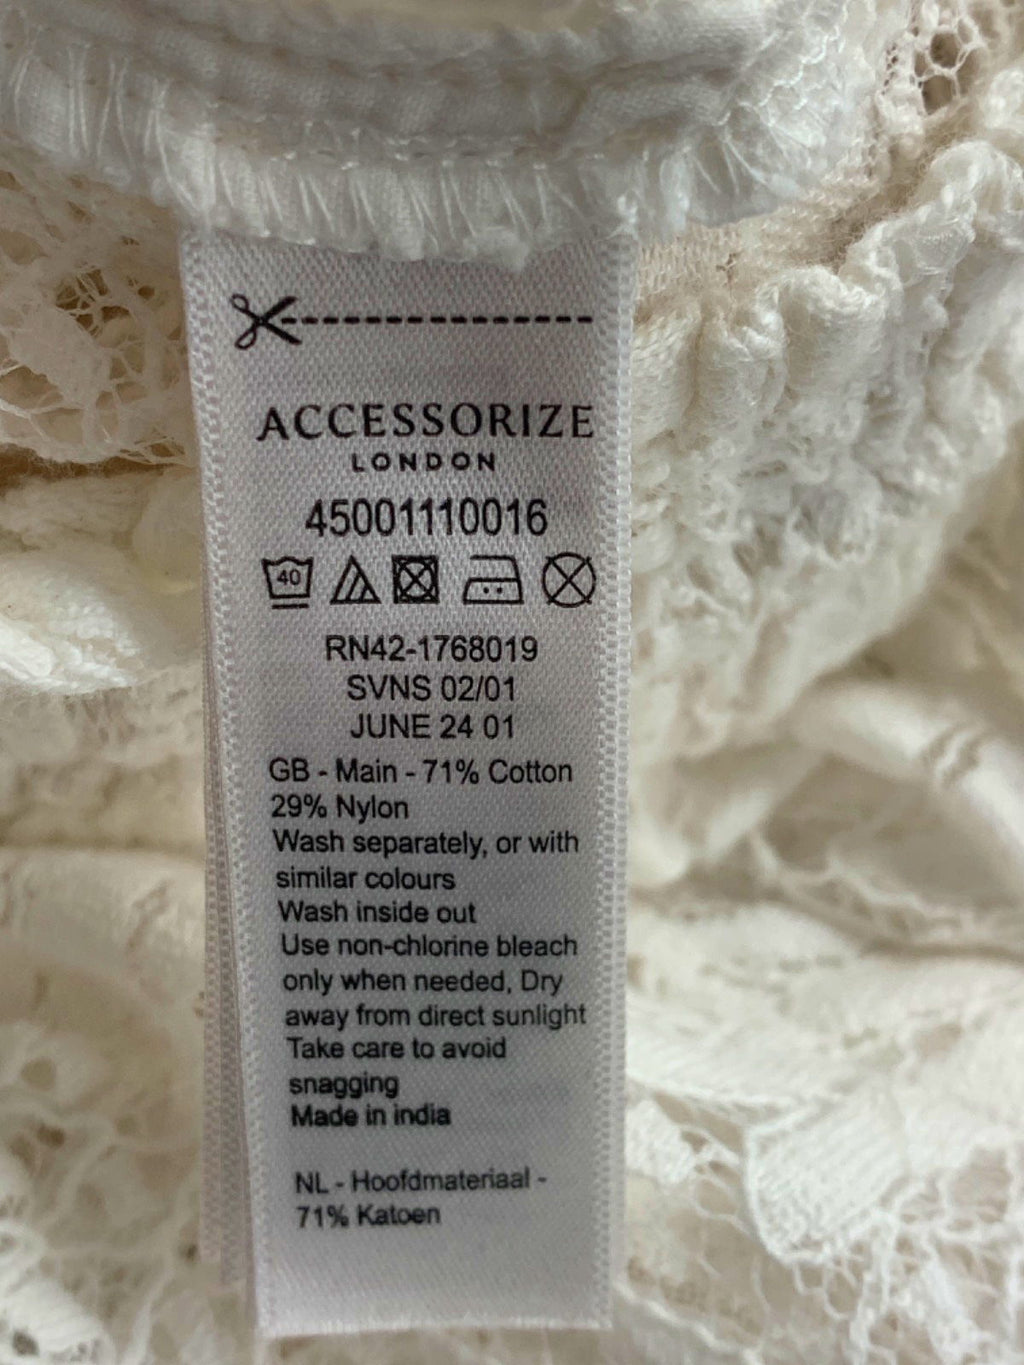 ACCESSORIZE
LONDON
45001110016
40
RN42-1768019
SVNS 02/01
JUNE 24 01
GB - Main - 71% Cotton
29% Nylon
Wash separately, or with
similar colours
Wash inside out
Use non-chlorine bleach
only when needed, Dry
away from direct sunlight
Take care to avoid
snagging
Made in india
NL - Hoofdmateriaal -
71% Katoen